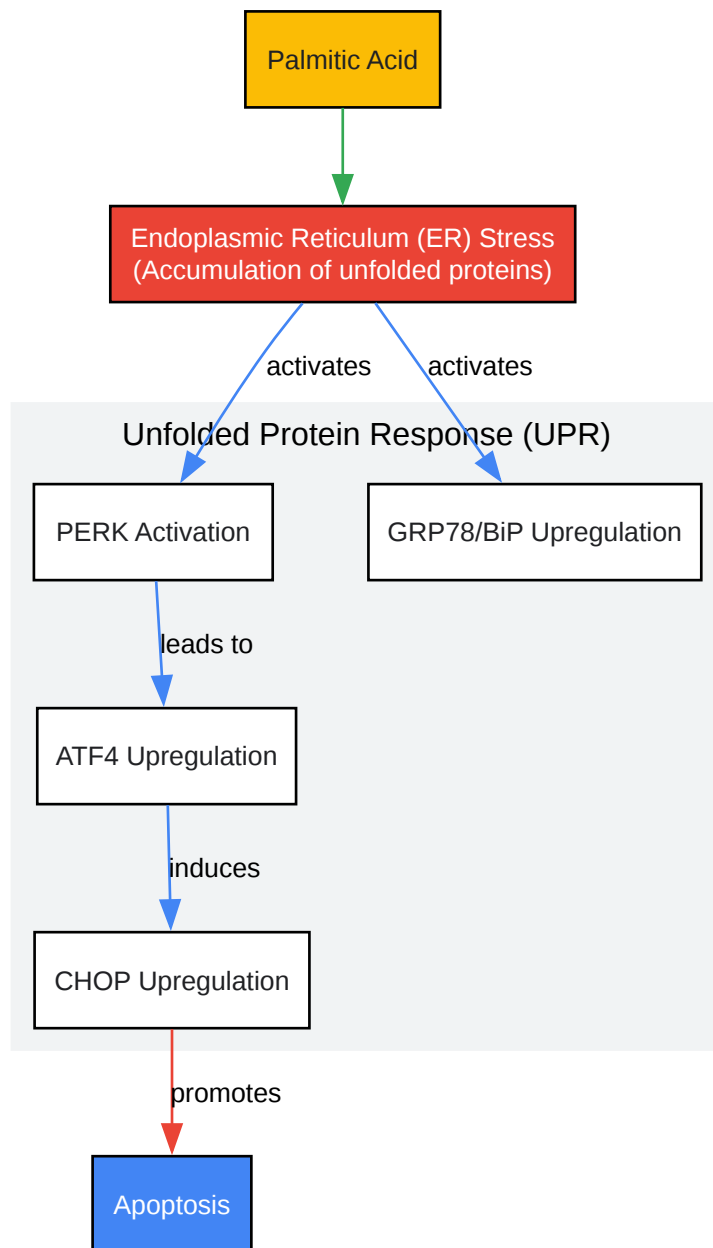 Palmitic Acid
Endoplasmic Reticulum (ER) Stress
(Accumulation of unfolded proteins)
activates
activates
Unfolded Protein Response (UPR)
PERK Activation
GRP78/BiP Upregulation
leads to
ATF4 Upregulation
induces
CHOP Upregulation
promotes
Apoptosis